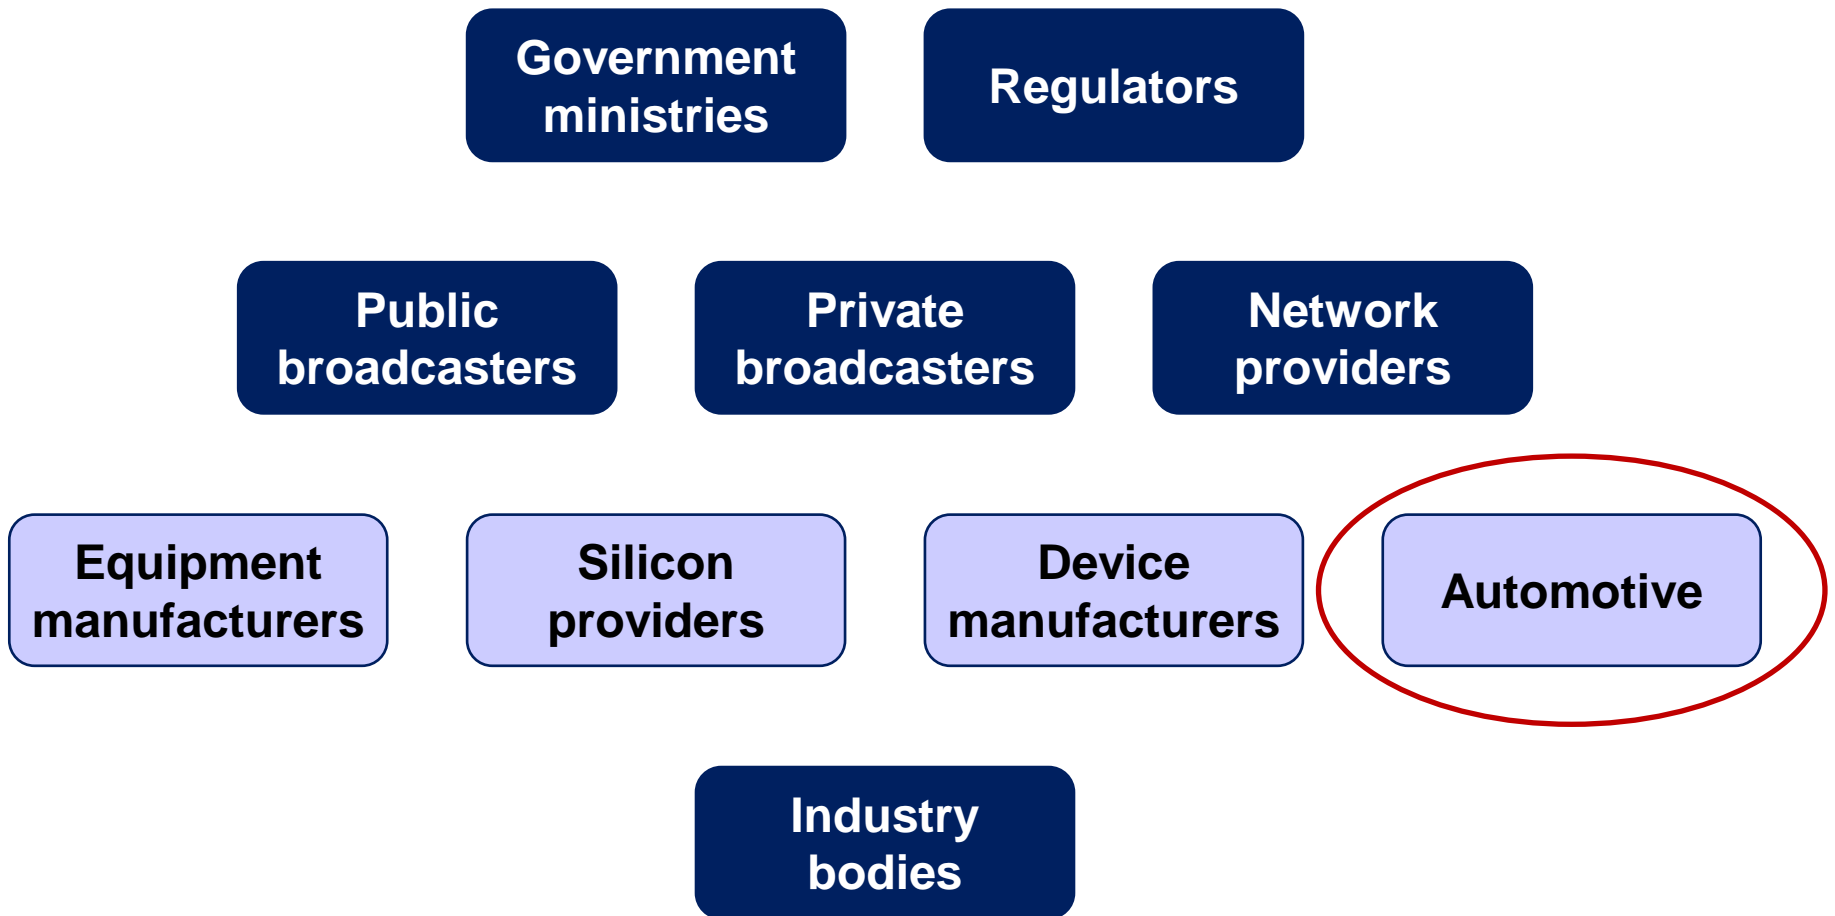 Government
ministries
Regulators
Public
broadcasters
Private
broadcasters
Network
providers
Equipment
manufacturers
Silicon
providers
Device
manufacturers
Automotive
Industry
bodies